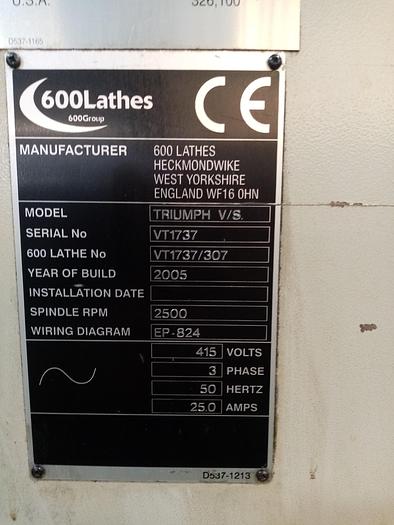 U.S.A. 326,100
D537-1165
600Lathes
600Group
CE
MANUFACTURER 600 LATHES
HECKMONDWIKE
WEST YORKSHIRE
ENGLAND WF16 0HN
MODEL TRIUMPH V/S.
SERIAL No VT1737
600 LATHE No VT1737/307
YEAR OF BUILD 2005
INSTALLATION DATE
SPINDLE RPM 2500
WIRING DIAGRAM EP-824
415 VOLTS
3 PHASE
50 HERTZ
25.0 AMPS
D537-1213